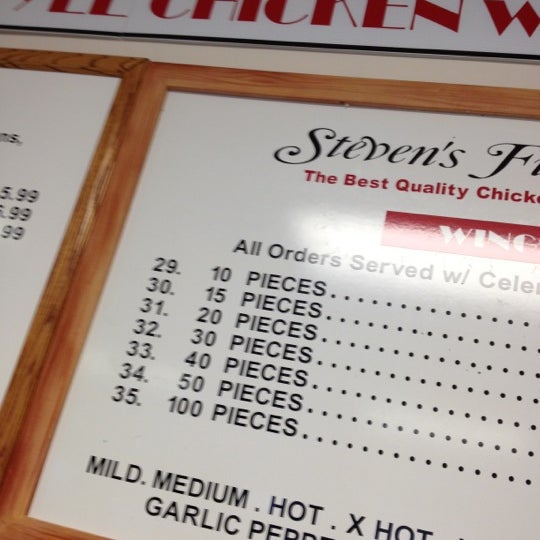 CHICKEN
5.99
.99
99
Steven's
The Best Quality
All Orders Served w/
29. 10 PIECES
30. 15 PIECES
31. 20 PIECES
32. 30 PIECES
33. 40 PIECES
34. 50 PIECES
35. 100 PIECES
MILD. MEDIUM . HOT . X HOT .
GARLIC